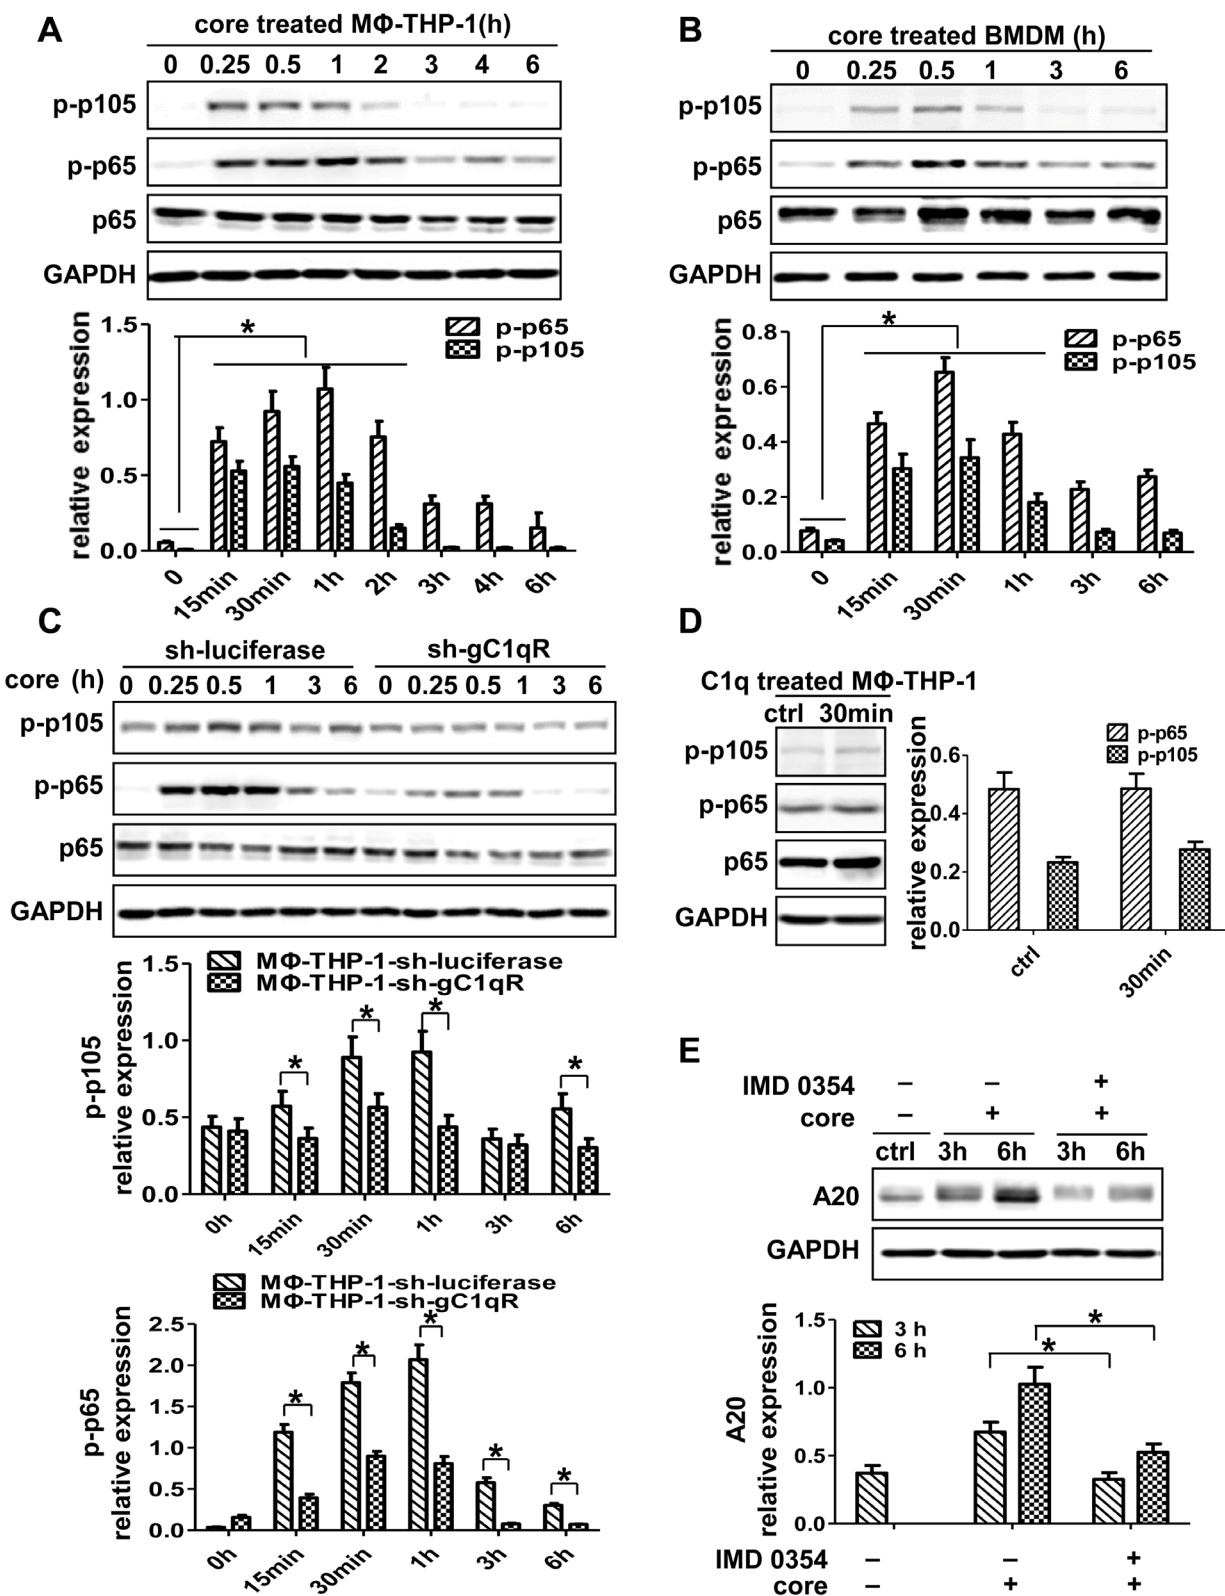 A
core treated MΦ-THP-1(h)
0 0.25 0.5 1 2 3 4 6
p-p105
p-p65
p65
GAPDH
relative expression
1.5
1.0
0.5
0.0
*
p-p65
p-p105
0 15min 30min 1h 2h 3h 4h 6h
B
core treated BMDM (h)
0 0.25 0.5 1 3 6
p-p105
p-p65
p65
GAPDH
relative expression
0.8
0.6
0.4
0.2
0.0
*
p-p65
p-p105
0 15min 30min 1h 3h 6h
C
sh-luciferase sh-gC1qR
core (h) 0 0.25 0.5 1 3 6 0 0.25 0.5 1 3 6
p-p105
p-p65
p65
GAPDH
MΦ-THP-1-sh-luciferase
MΦ-THP-1-sh-gC1qR
p-p105
relative expression
1.5
1.0
0.5
0.0
* * * *
0h 15min 30min 1h 3h 6h
MΦ-THP-1-sh-luciferase
MΦ-THP-1-sh-gC1qR
p-p65
relative expression
2.5
2.0
1.5
1.0
0.5
0.0
* * * * *
0h 15min 30min 1h 3h 6h
D
C1q treated MΦ-THP-1
ctrl 30min
p-p105
p-p65
p65
GAPDH
relative expression
0.6
0.4
0.2
0.0
p-p65
p-p105
ctrl 30min
E
IMD 0354 – – +
core – + +
ctrl 3h 6h 3h 6h
A20
GAPDH
A20
relative expression
1.5
1.0
0.5
0.0
3 h
6 h
* *
IMD 0354 – – +
core – + +